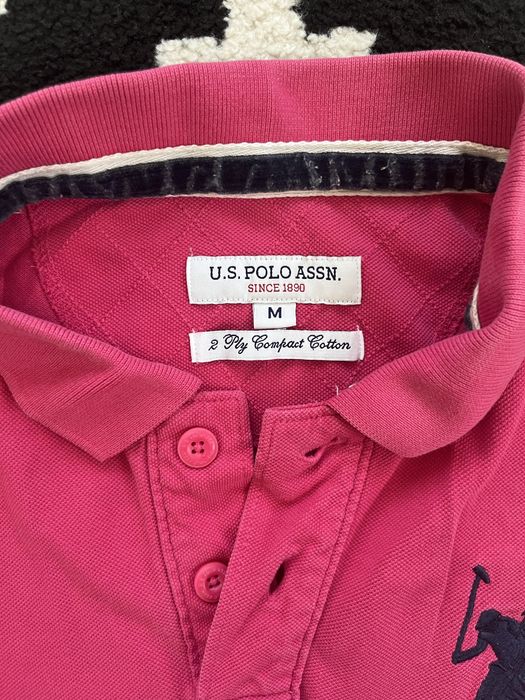 U.S. POLO ASSN.
SINCE 1890
M
2 Ply Compact Cotton